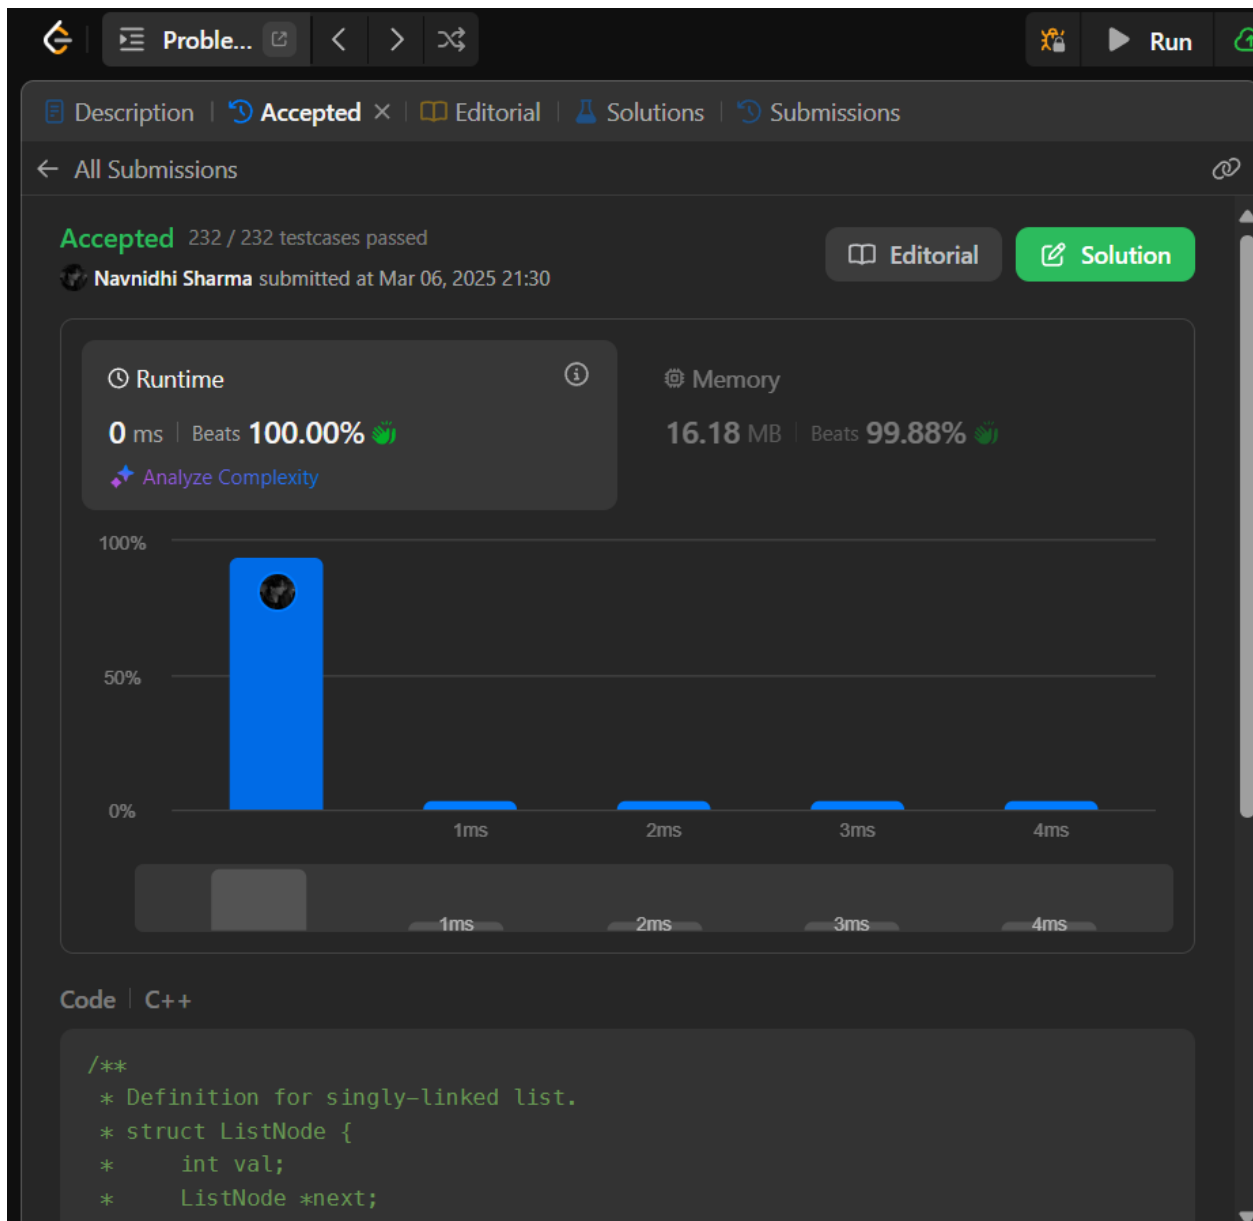 Proble... Run
Description Accepted Editorial Solutions Submissions
All Submissions
Accepted 232 / 232 testcases passed
Editorial Solution
Navnidhi Sharma submitted at Mar 06, 2025 21:30
Runtime Memory
0 ms Beats 100.00% 16.18 MB Beats 99.88%
Analyze Complexity
100%
50%
0%
1ms 2ms 3ms 4ms
1ms 2ms 3ms 4ms
Code C++
/**
* Definition for singly-linked list.
* struct ListNode {
*     int val;
*     ListNode *next;